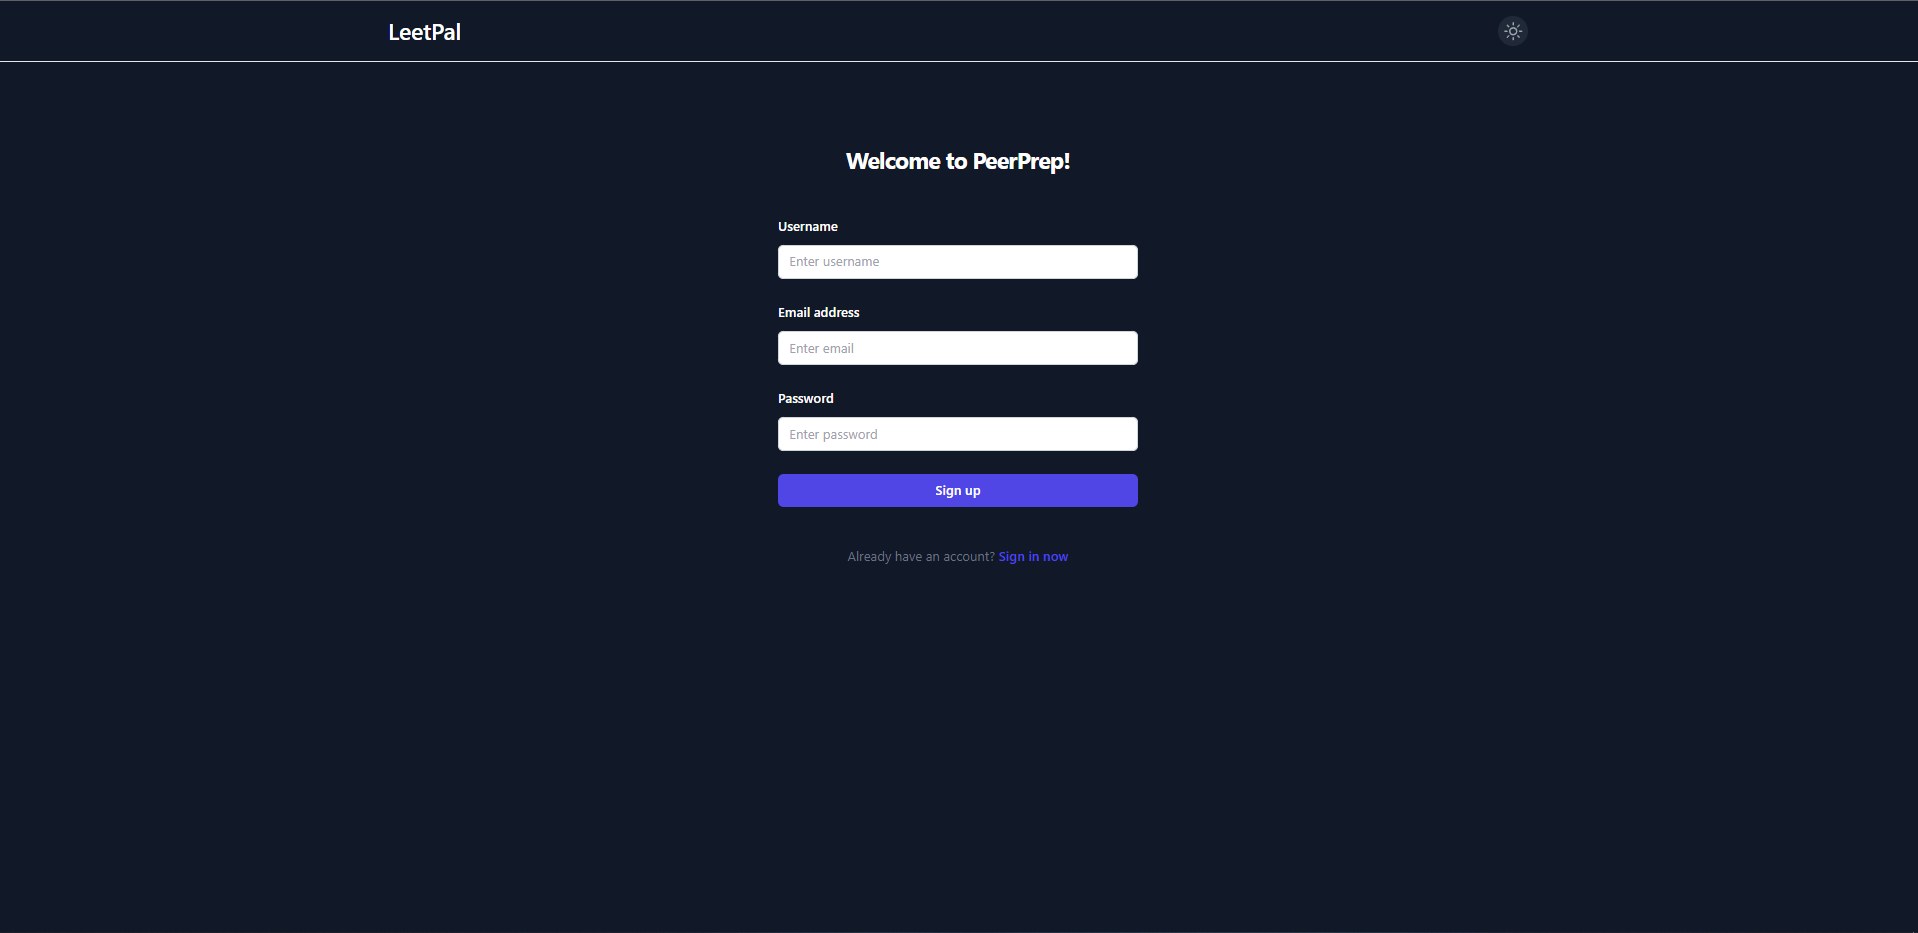 LeetPal
Welcome to PeerPrep!
Username
Enter username
Email address
Enter email
Password
Enter password
Sign up
Already have an account? Sign in now